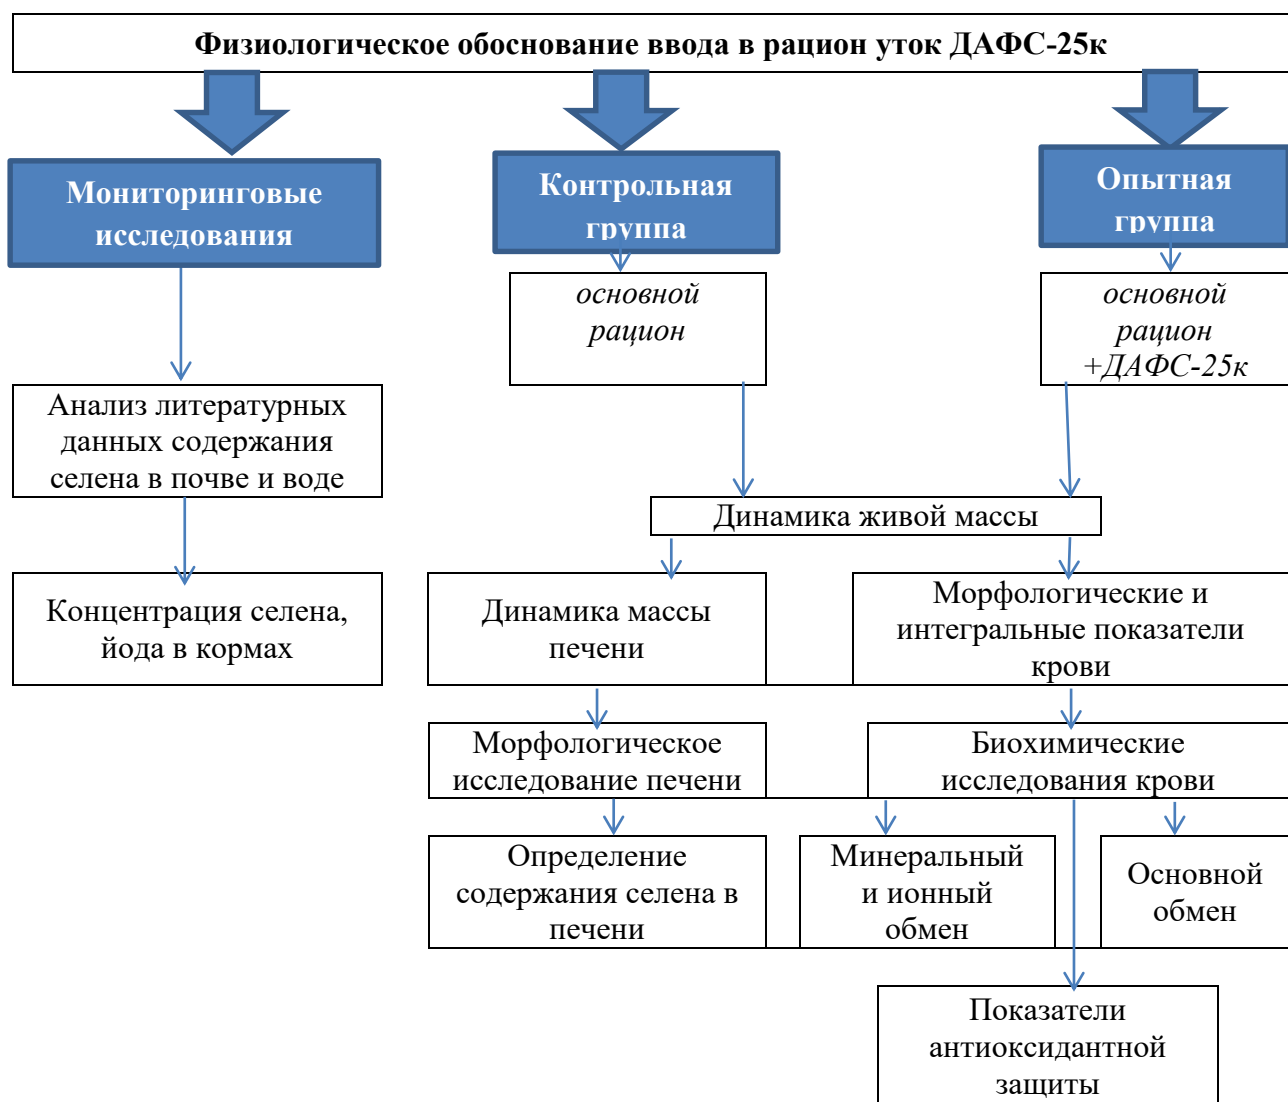 Физиологическое обоснование ввода в рацион уток ДАФС-25к
Мониторинговые
исследования
Контрольная
группа
Опытная
группа
основной
рацион
основной
рацион
+ДАФС-25к
Анализ литературных
данных содержания
селена в почве и воде
Динамика живой массы
Концентрация селена,
йода в кормах
Динамика массы
печени
Морфологические и
интегральные показатели
крови
Морфологическое
исследование печени
Биохимические
исследования крови
Определение
содержания селена в
печени
Минеральный
и ионный
обмен
Основной
обмен
Показатели
антиоксидантной
защиты